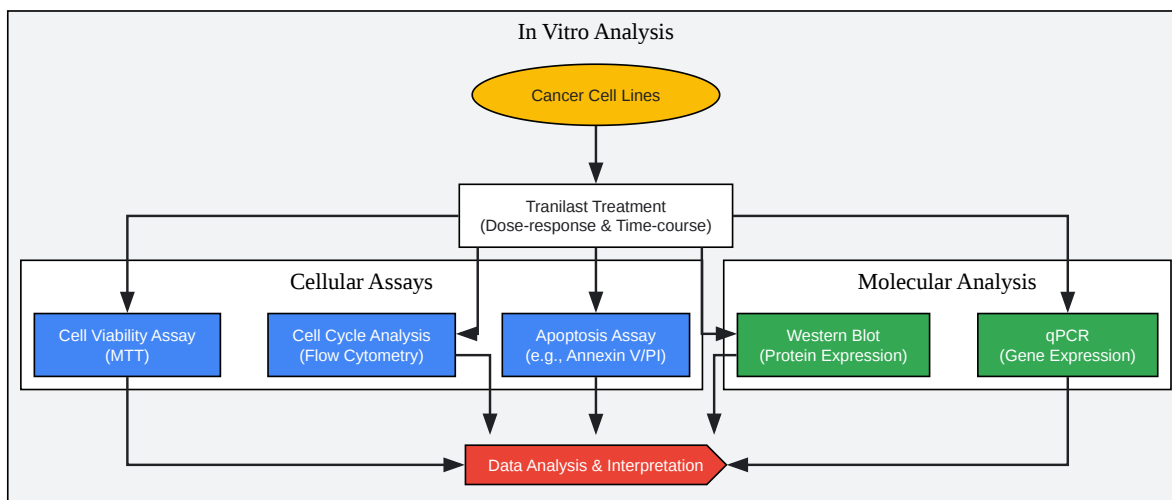 In Vitro Analysis
Cancer Cell Lines
Tranilast Treatment
(Dose-response & Time-course)
Cellular Assays
Molecular Analysis
Cell Viability Assay
(MTT)
Cell Cycle Analysis
(Flow Cytometry)
Apoptosis Assay
(e.g., Annexin V/PI)
Western Blot
(Protein Expression)
qPCR
(Gene Expression)
Data Analysis & Interpretation